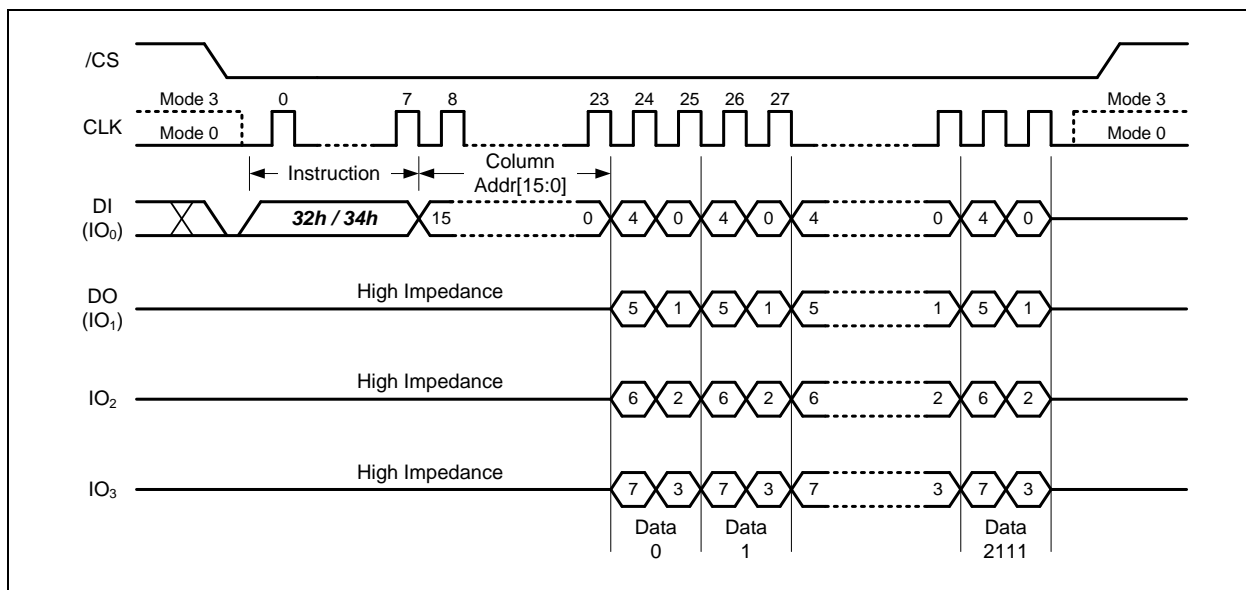 /CS
Mode 3 0 7 8 23 24 25 26 27 Mode 3
CLK
Mode 0 Mode 0
Instruction Column
Addr[15:0]
DI
(IO₀)
32h / 34h 15 0 4 0 4 0 4 0 4 0
High Impedance
DO
(IO₁)
5 1 5 1 5 1 5 1
High Impedance
IO₂ 6 2 6 2 6 2 6 2
High Impedance
IO₃ 7 3 7 3 7 3 7 3
Data Data Data
0 1 2111